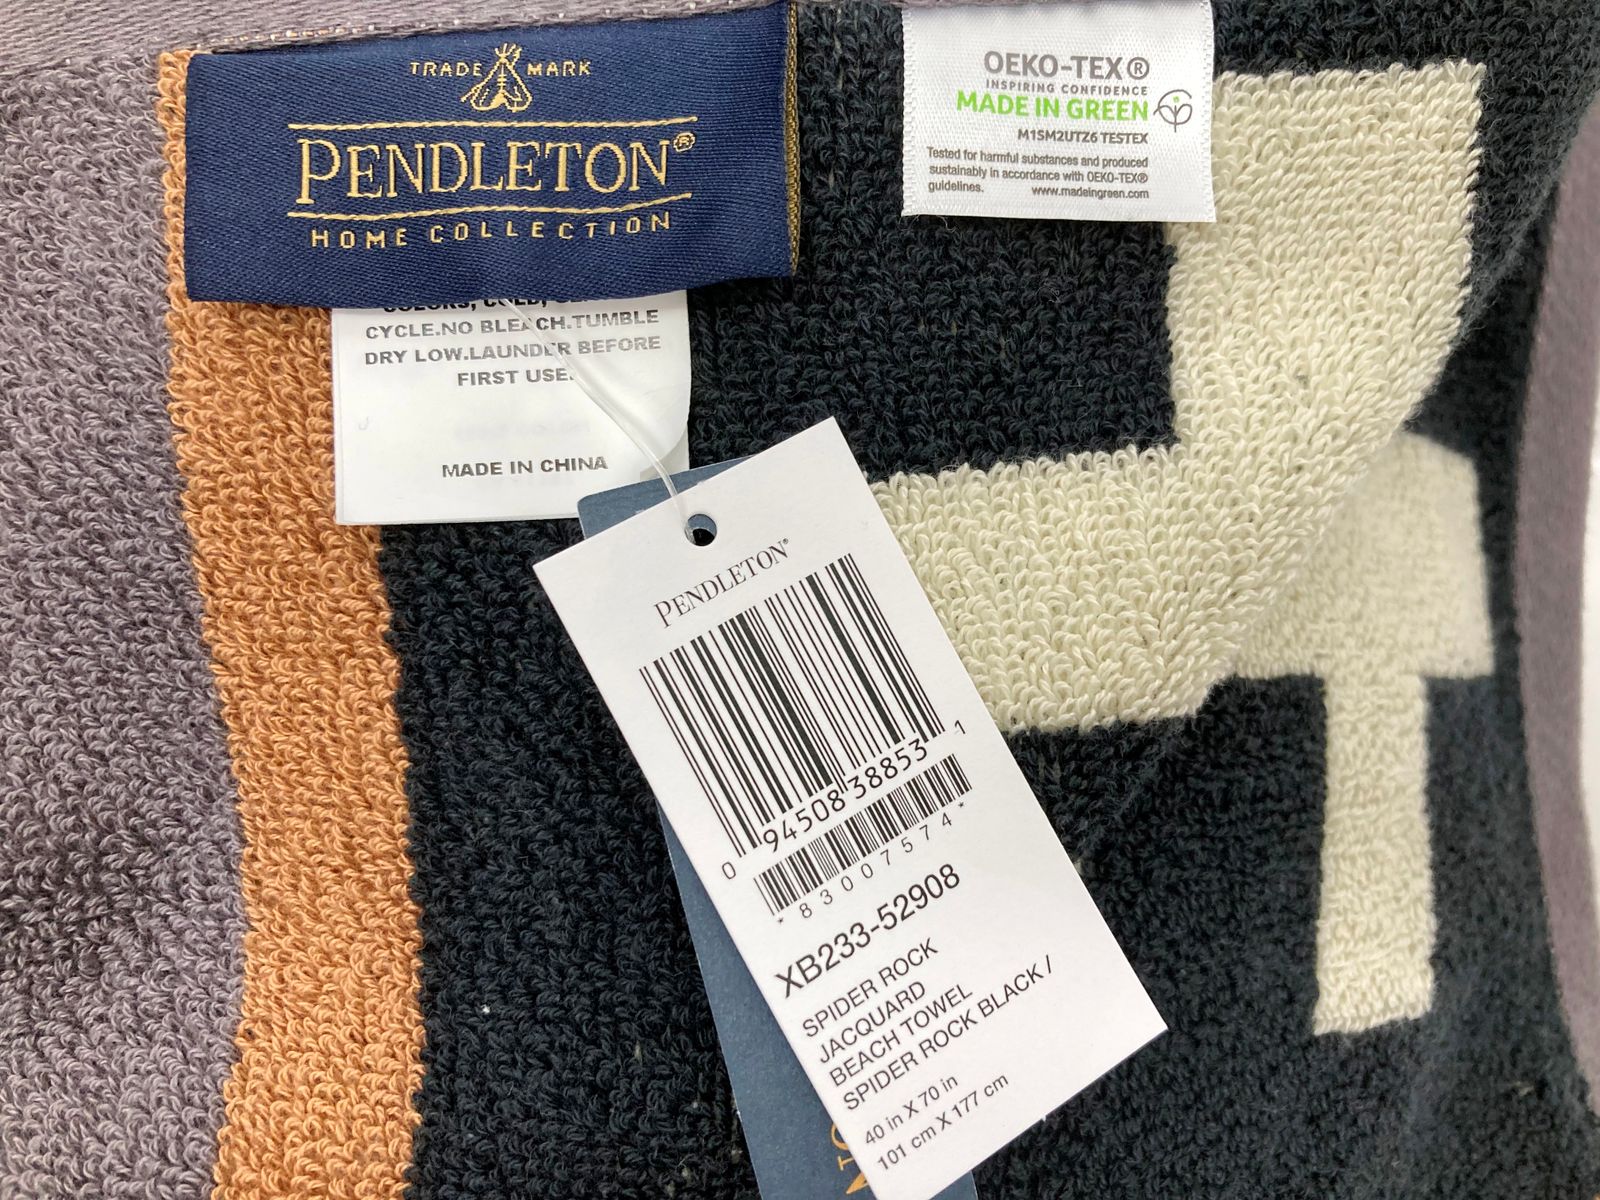 TRADE MARK
PENDLETON®
HOME COLLECTION
OEKO-TEX®
INSPIRING CONFIDENCE
MADE IN GREEN
M1SM2UTZ6 TESTEX
Tested for harmful substances and produced
sustainably in accordance with OEKO-TEX®
guidelines. www.madeingreen.com
COLORS, COLD,
CYCLE.NO BLEACH.TUMBLE
DRY LOW.LAUNDER BEFORE
FIRST USE.
MADE IN CHINA
PENDLETON®
0 94508 38853 1
*83007574*
XB233-52908
SPIDER ROCK
JACQUARD
BEACH TOWEL
SPIDER ROCK BLACK /
40 in X 70 in
101 cm X 177 cm